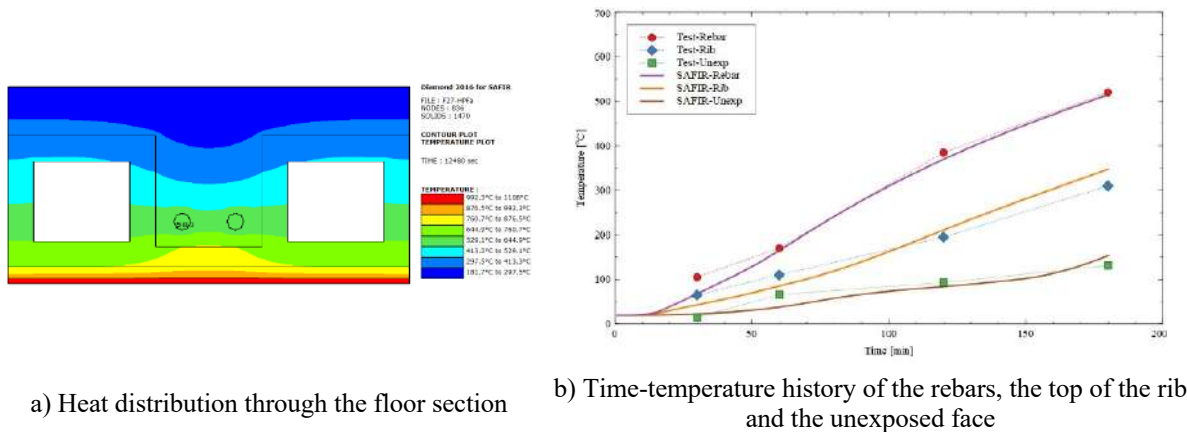 Diamond 2016 for SAFIR
FILE : F27-HPFa
NODES : 836
SOLIDS : 1470
CONTOUR PLOT
TEMPERATURE PLOT
TIME : 12480 sec
TEMPERATURE :
992.3°C to 1108°C
876.5°C to 992.3°C
760.7°C to 876.5°C
644.9°C to 760.7°C
529.1°C to 644.9°C
413.3°C to 529.1°C
297.5°C to 413.3°C
181.7°C to 297.5°C
a) Heat distribution through the floor section
700
600
500
400
300
200
100
0
Temperature [°C]
Test-Rebar
Test-Rib
Test-Unexp
SAFIR-Rebar
SAFIR-Rib
SAFIR-Unexp
0 50 100 150 200
Time [min]
b) Time-temperature history of the rebars, the top of the rib
and the unexposed face